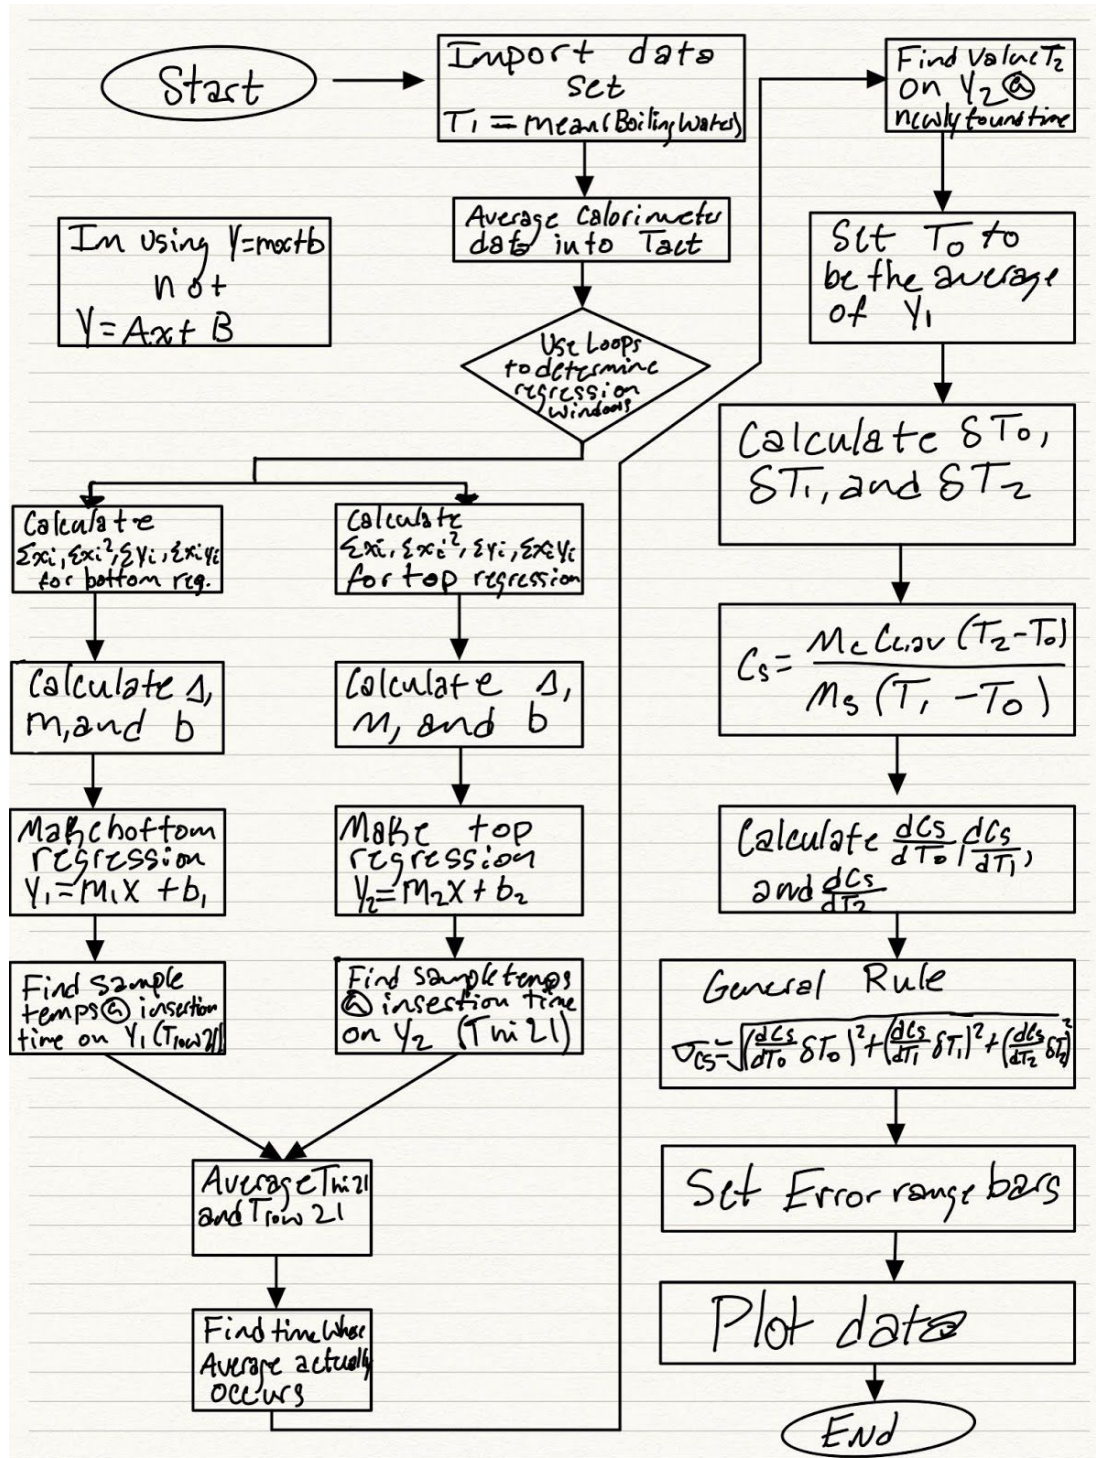 Start
Import data
set
T₁ = mean(Boiling Water)
Average Calorimeter
data into Tact
Im using Y=mx+b
not
Y=Ax+B
Use Loops
to determine
regression
windows
Calculate
Σxi, Σxi², Σyi, Σxiyi
for bottom reg.
Calculate
Σxi, Σxi², Σyi, Σxiyi
for top regression
Calculate Δ,
m, and b
Calculate Δ,
m, and b
Make bottom
regression
Y₁=m₁x +b₁
Make top
regression
Y₂=m₂x+b₂
Find Sample
temps @ insertion
time on Y₁ (Tlow21)
Find sample temps
@ insertion time
on Y₂ (Thi21)
Average Thi21
and Tlow21
Find time whose
Average actually
occurs
Find Value T₂
on Y₂ @
newly found time
Set T₀ to
be the average
of Y₁
Calculate δT₀,
δT₁, and δT₂
Cs = Mc Cc,av (T₂-T₀) / Ms (T₁ - T₀)
Calculate dCs/dT₀, dCs/dT₁,
and dCs/dT₂
General Rule
σCs = √((dCs/dT₀ δT₀)²+(dCs/dT₁ δT₁)²+(dCs/dT₂ δT₂)²)
Set Error range bars
Plot data
End